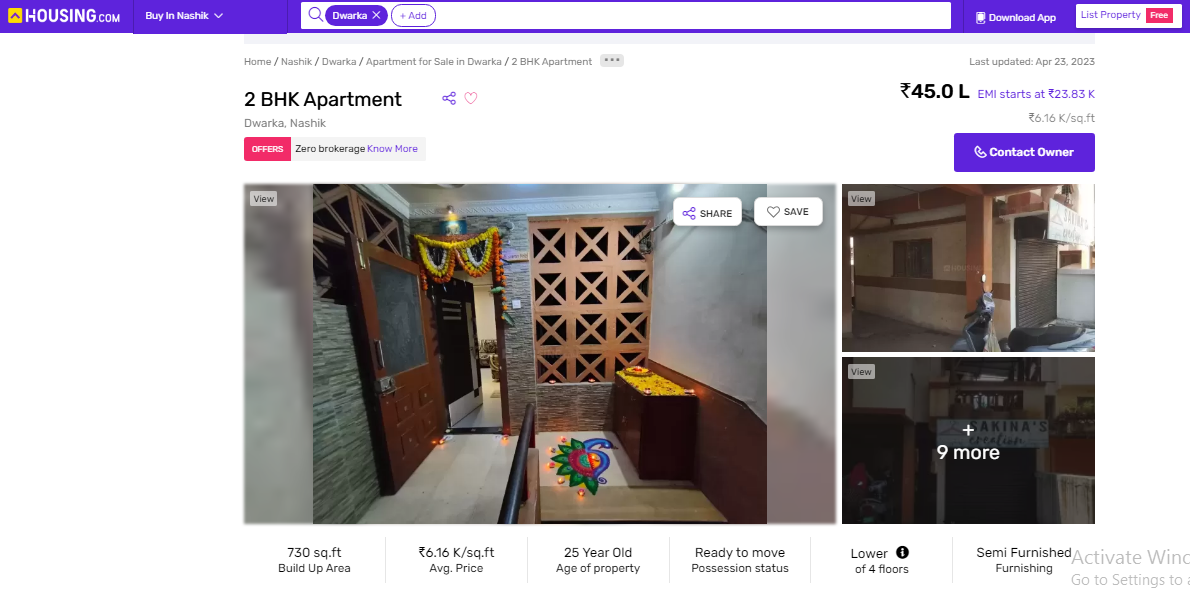 HOUSING.COM
Buy In Nashik
Dwarka
+ Add
Download App
List Property Free
Home / Nashik / Dwarka / Apartment for Sale in Dwarka / 2 BHK Apartment
Last updated: Apr 23, 2023
2 BHK Apartment
₹45.0 L EMI starts at ₹23.83 K
Dwarka, Nashik
₹6.16 K/sq.ft
OFFERS Zero brokerage Know More
Contact Owner
View
SHARE
SAVE
View
SAKINA'S
View
SAKINA'S
creation
+
9 more
730 sq.ft
Build Up Area
₹6.16 K/sq.ft
Avg. Price
25 Year Old
Age of property
Ready to move
Possession status
Lower
of 4 floors
Semi Furnished
Furnishing
Activate Winc
Go to Settings to a